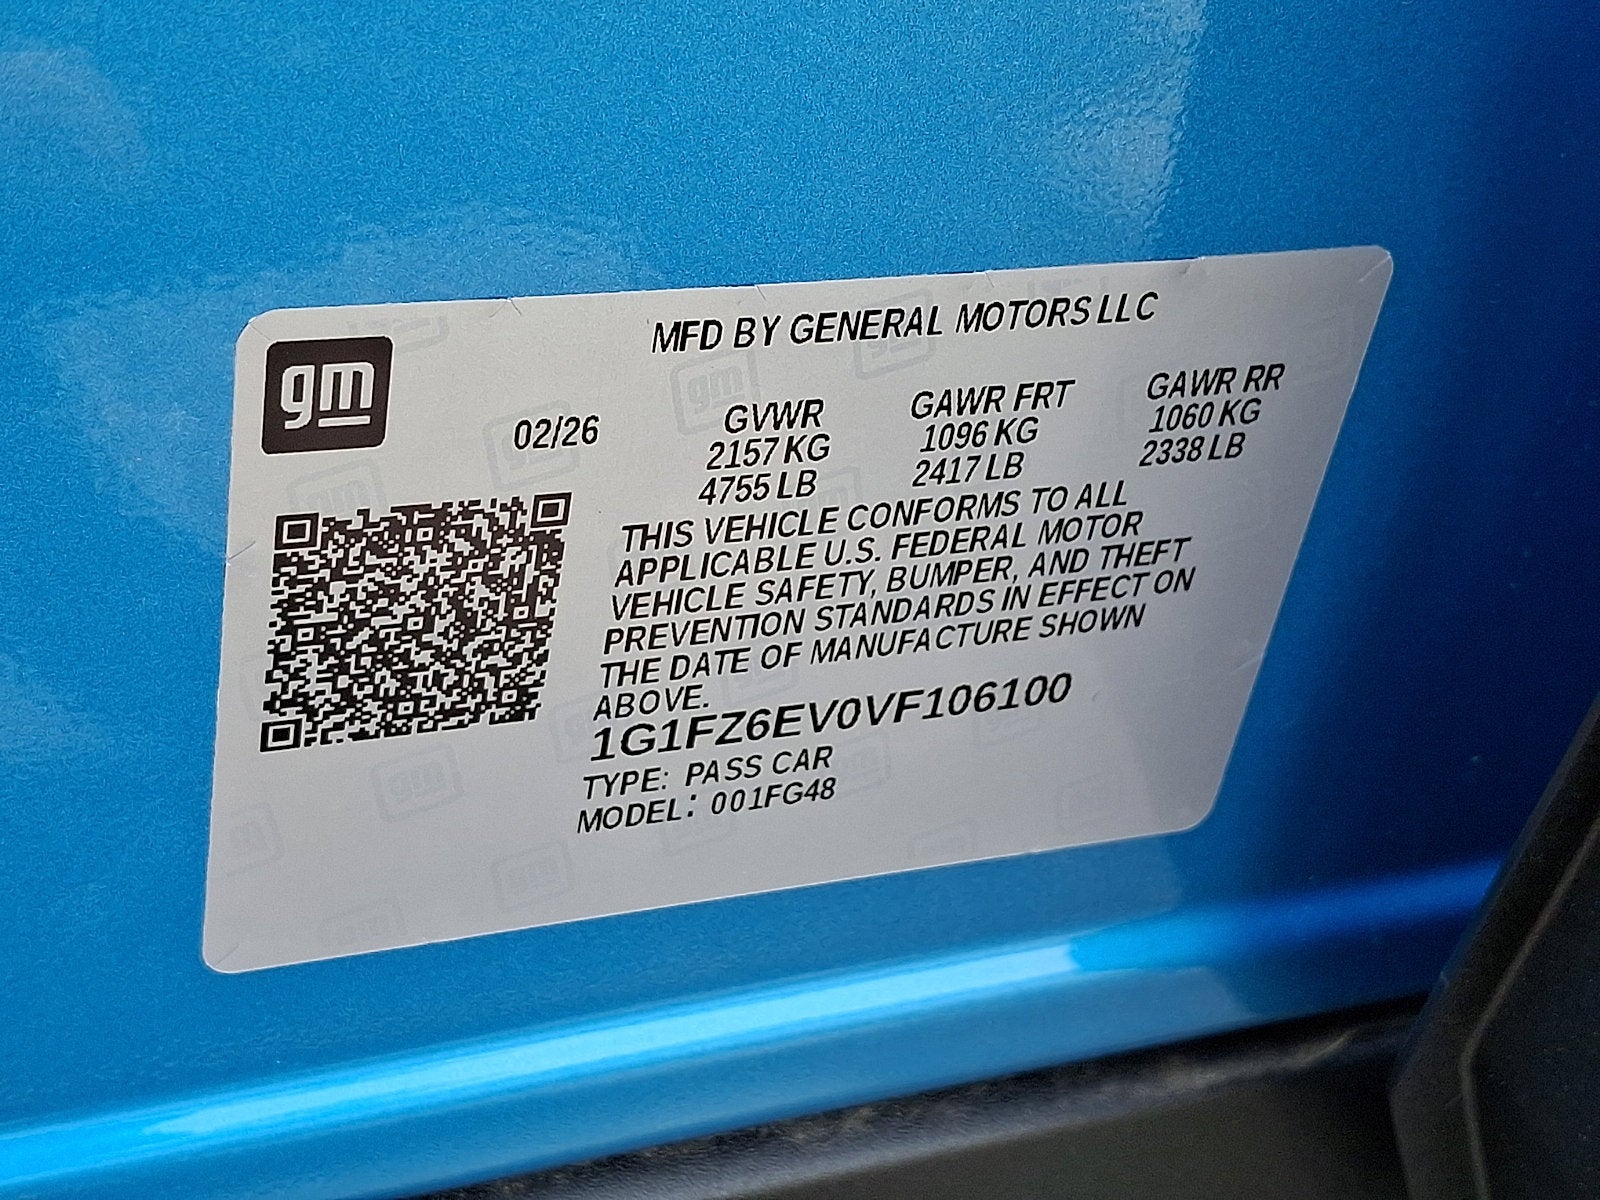 MFD BY GENERAL MOTORS LLC
gm
02/26
GVWR GAWR FRT GAWR RR
2157 KG 1096 KG 1060 KG
4755 LB 2417 LB 2338 LB
THIS VEHICLE CONFORMS TO ALL
APPLICABLE U.S. FEDERAL MOTOR
VEHICLE SAFETY, BUMPER, AND THEFT
PREVENTION STANDARDS IN EFFECT ON
THE DATE OF MANUFACTURE SHOWN
ABOVE.
1G1FZ6EV0VF106100
TYPE: PASS CAR
MODEL: 001FG48